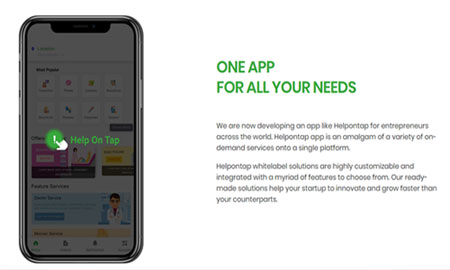 Location
Most Popular
Help On Tap
Offers
Feature Services
Doctor Service
ONE APP
FOR ALL YOUR NEEDS
We are now developing an app like Helpontap for entrepreneurs
across the world. Helpontap app is an amalgam of a variety of on-
demand services onto a single platform.
Helpontap whitelabel solutions are highly customizable and
integrated with a myriad of features to choose from. Our ready-
made solutions help your startup to innovate and grow faster than
your counterparts.